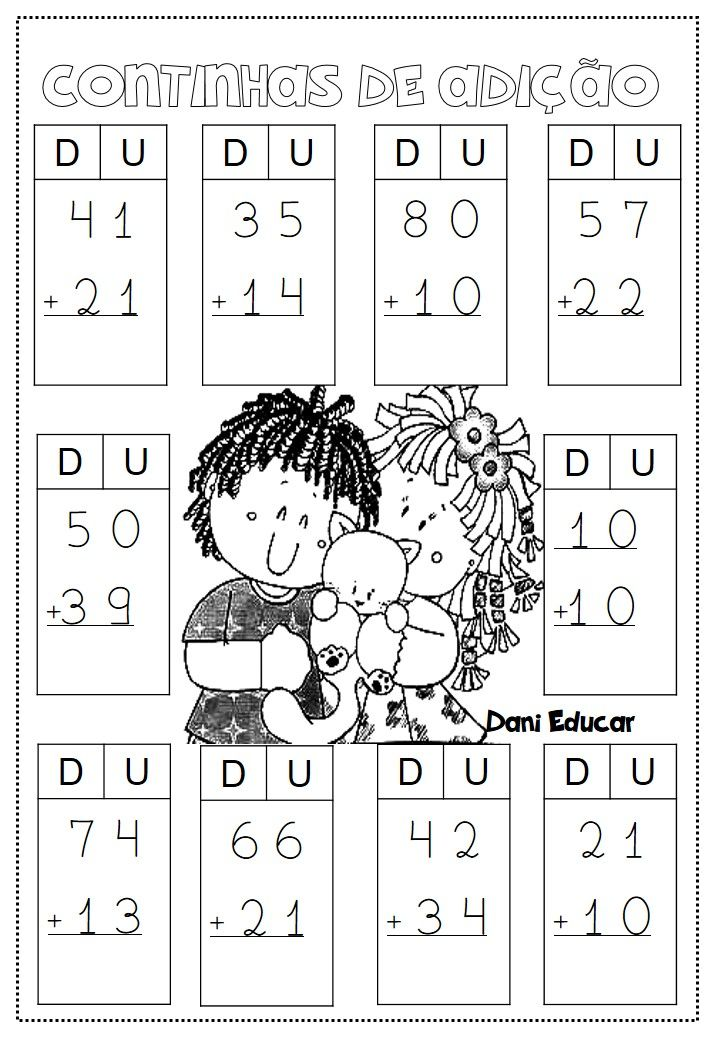 CONTINHAS DE ADIÇÃO
D U D U D U D U
41 35 80 57
+21 +14 +10 +22
D U D U
50 10
+39 +10
Dani Educar
D U D U D U D U
74 66 42 21
+13 +21 +34 +10